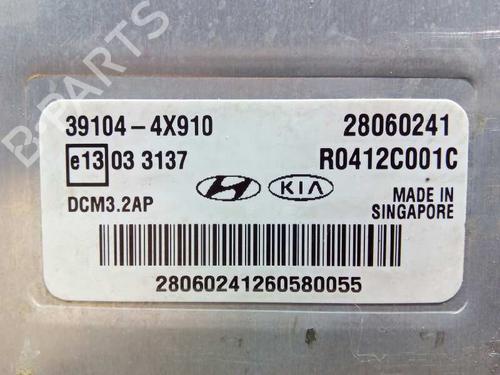 B-PARTS
39104-4X910 28060241
e13 03 3137 R0412C001C
KIA
DCM3.2AP MADE IN
SINGAPORE
28060241260580055